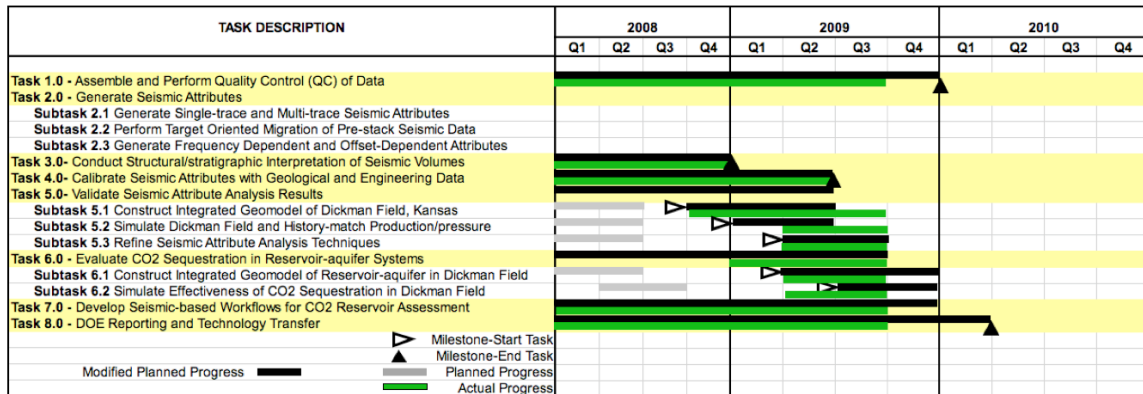 TASK DESCRIPTION 2008 2009 2010
Q1 Q2 Q3 Q4 Q1 Q2 Q3 Q4 Q1 Q2 Q3 Q4
Task 1.0 - Assemble and Perform Quality Control (QC) of Data
Task 2.0 - Generate Seismic Attributes
Subtask 2.1 Generate Single-trace and Multi-trace Seismic Attributes
Subtask 2.2 Perform Target Oriented Migration of Pre-stack Seismic Data
Subtask 2.3 Generate Frequency Dependent and Offset-Dependent Attributes
Task 3.0- Conduct Structural/stratigraphic Interpretation of Seismic Volumes
Task 4.0- Calibrate Seismic Attributes with Geological and Engineering Data
Task 5.0- Validate Seismic Attribute Analysis Results
Subtask 5.1 Construct Integrated Geomodel of Dickman Field, Kansas
Subtask 5.2 Simulate Dickman Field and History-match Production/pressure
Subtask 5.3 Refine Seismic Attribute Analysis Techniques
Task 6.0 - Evaluate CO2 Sequestration in Reservoir-aquifer Systems
Subtask 6.1 Construct Integrated Geomodel of Reservoir-aquifer in Dickman Field
Subtask 6.2 Simulate Effectiveness of CO2 Sequestration in Dickman Field
Task 7.0 - Develop Seismic-based Workflows for CO2 Reservoir Assessment
Task 8.0 - DOE Reporting and Technology Transfer
Milestone-Start Task
Milestone-End Task
Modified Planned Progress Planned Progress
Actual Progress